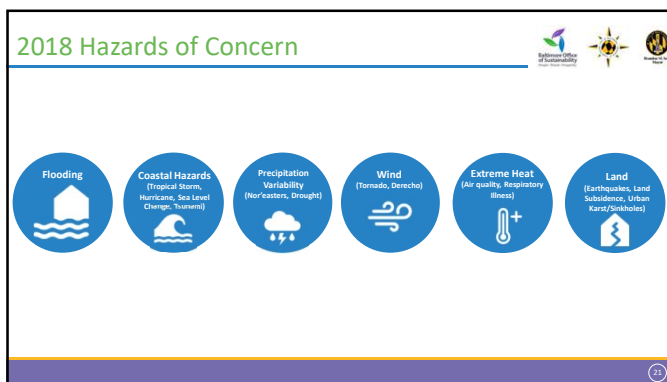 2018 Hazards of Concern
Baltimore Office
of Sustainability
Flooding
Coastal Hazards
(Tropical Storm,
Hurricane, Sea Level
Change, Tsunami)
Precipitation
Variability
(Nor'easters, Drought)
Wind
(Tornado, Derecho)
Extreme Heat
(Air quality, Respiratory
Illness)
Land
(Earthquakes, Land
Subsidence, Urban
Karst/Sinkholes)
21